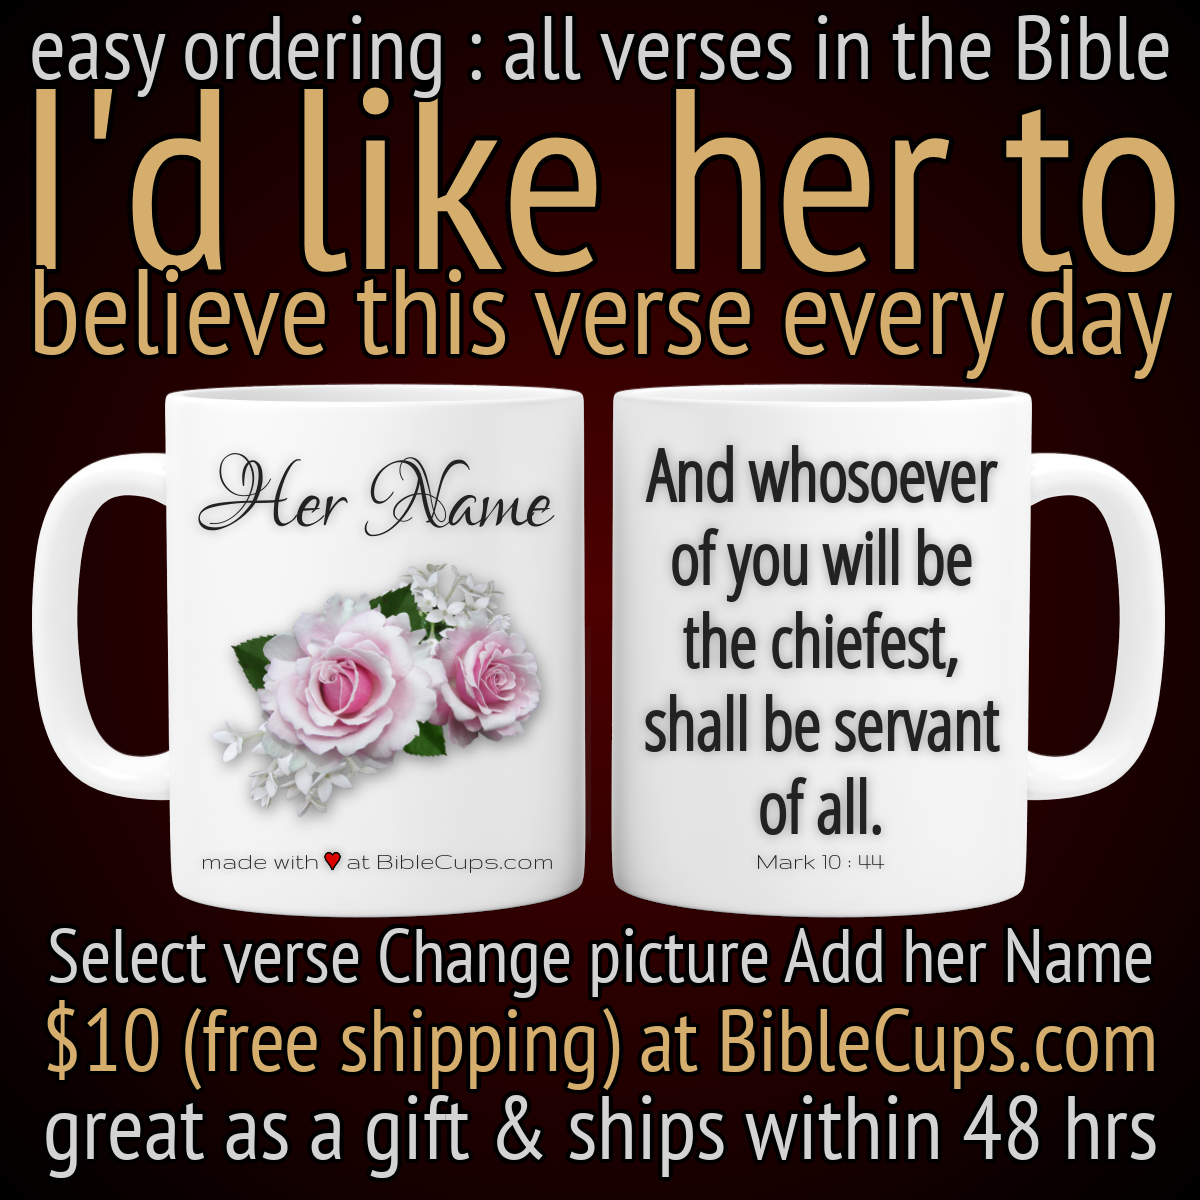 easy ordering : all verses in the Bible
I'd like her to
believe this verse every day
Her Name
made with ❤ at BibleCups.com
And whosoever
of you will be
the chiefest,
shall be servant
of all.
Mark 10 : 44
Select verse Change picture Add her Name
$10 (free shipping) at BibleCups.com
great as a gift & ships within 48 hrs